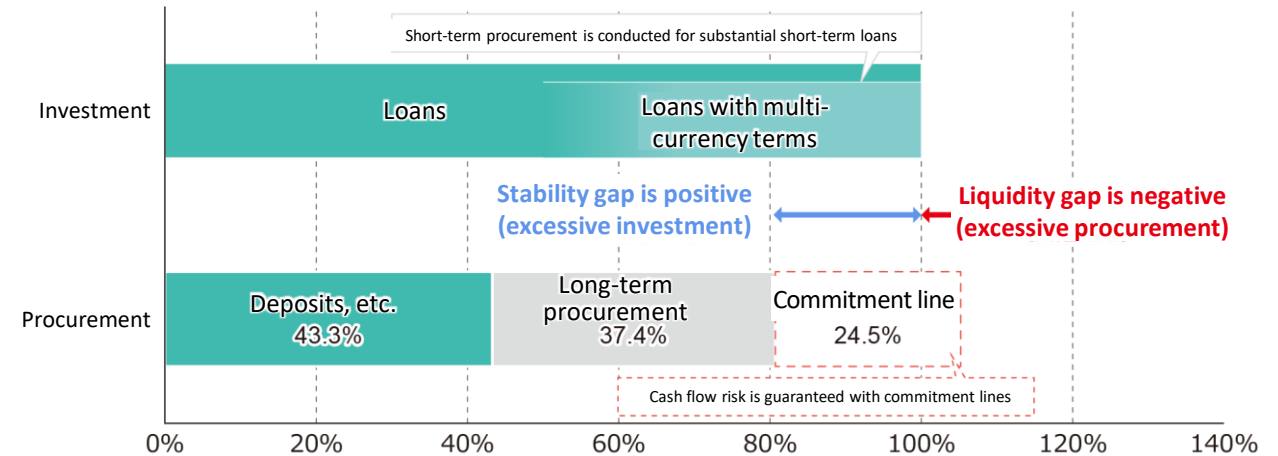 Short-term procurement is conducted for substantial short-term loans
Investment
Loans
Loans with multi-
currency terms
Stability gap is positive
(excessive investment)
Liquidity gap is negative
(excessive procurement)
Procurement
Deposits, etc.
43.3%
Long-term
procurement
37.4%
Commitment line
24.5%
Cash flow risk is guaranteed with commitment lines
0% 20% 40% 60% 80% 100% 120% 140%